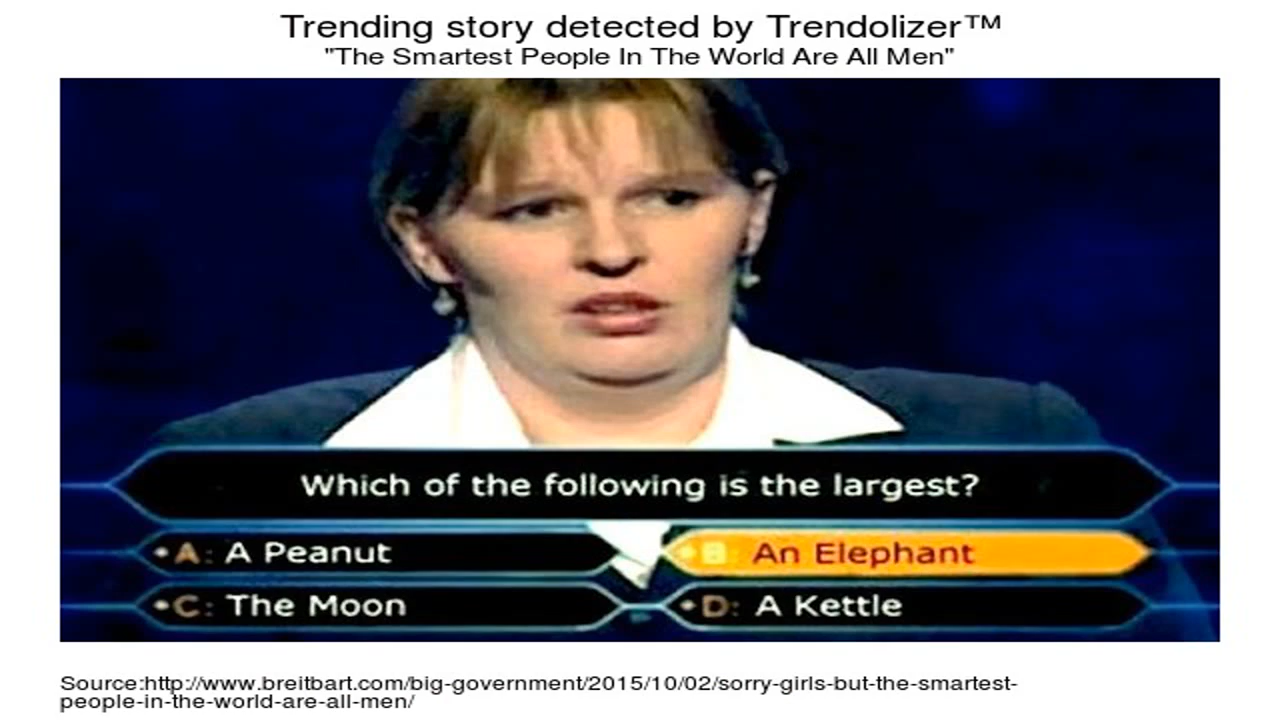 Trending story detected by Trendolizer™
"The Smartest People In The World Are All Men"
Which of the following is the largest?
A: A Peanut
B: An Elephant
C: The Moon
D: A Kettle
Source:http://www.breitbart.com/big-government/2015/10/02/sorry-girls-but-the-smartest-
people-in-the-world-are-all-men/